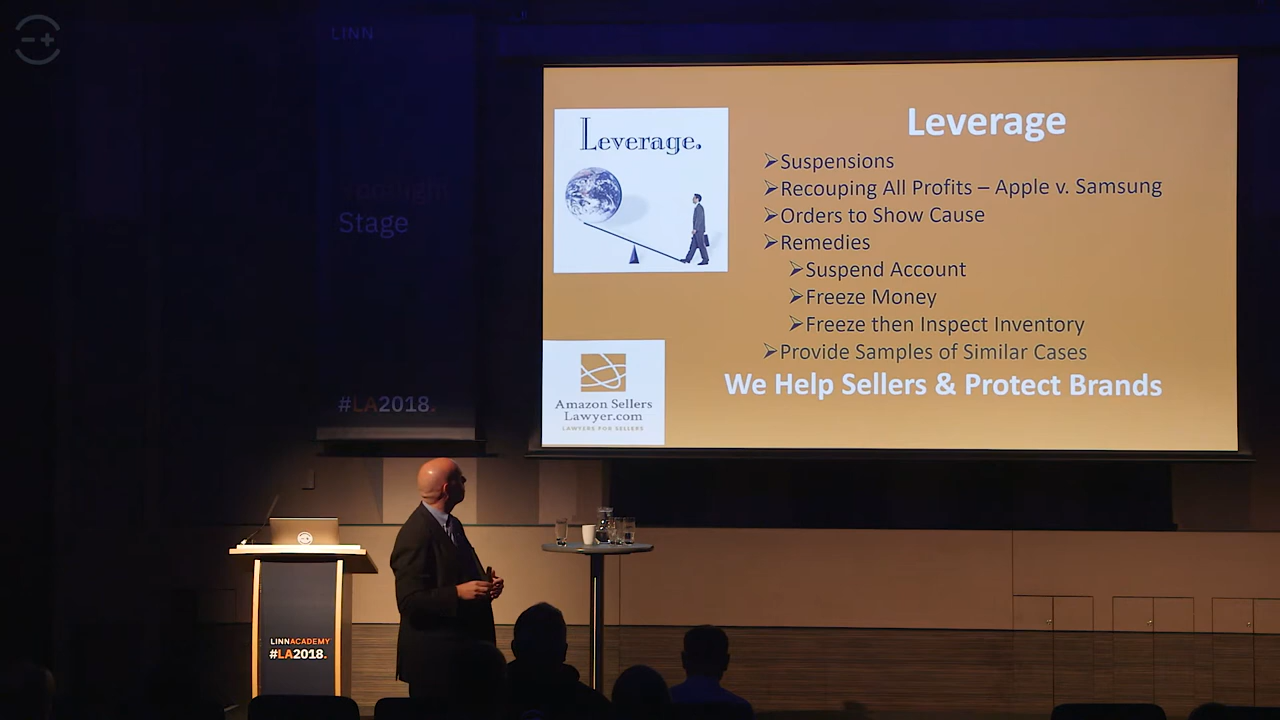 LINN
Spotlight
Stage
#LA2018.
Leverage.
Leverage
➢Suspensions
➢Recouping All Profits – Apple v. Samsung
➢Orders to Show Cause
➢Remedies
➢Suspend Account
➢Freeze Money
➢Freeze then Inspect Inventory
➢Provide Samples of Similar Cases
We Help Sellers & Protect Brands
Amazon Sellers
Lawyer.com
LAWYERS FOR SELLERS
LINNACADEMY
#LA2018.